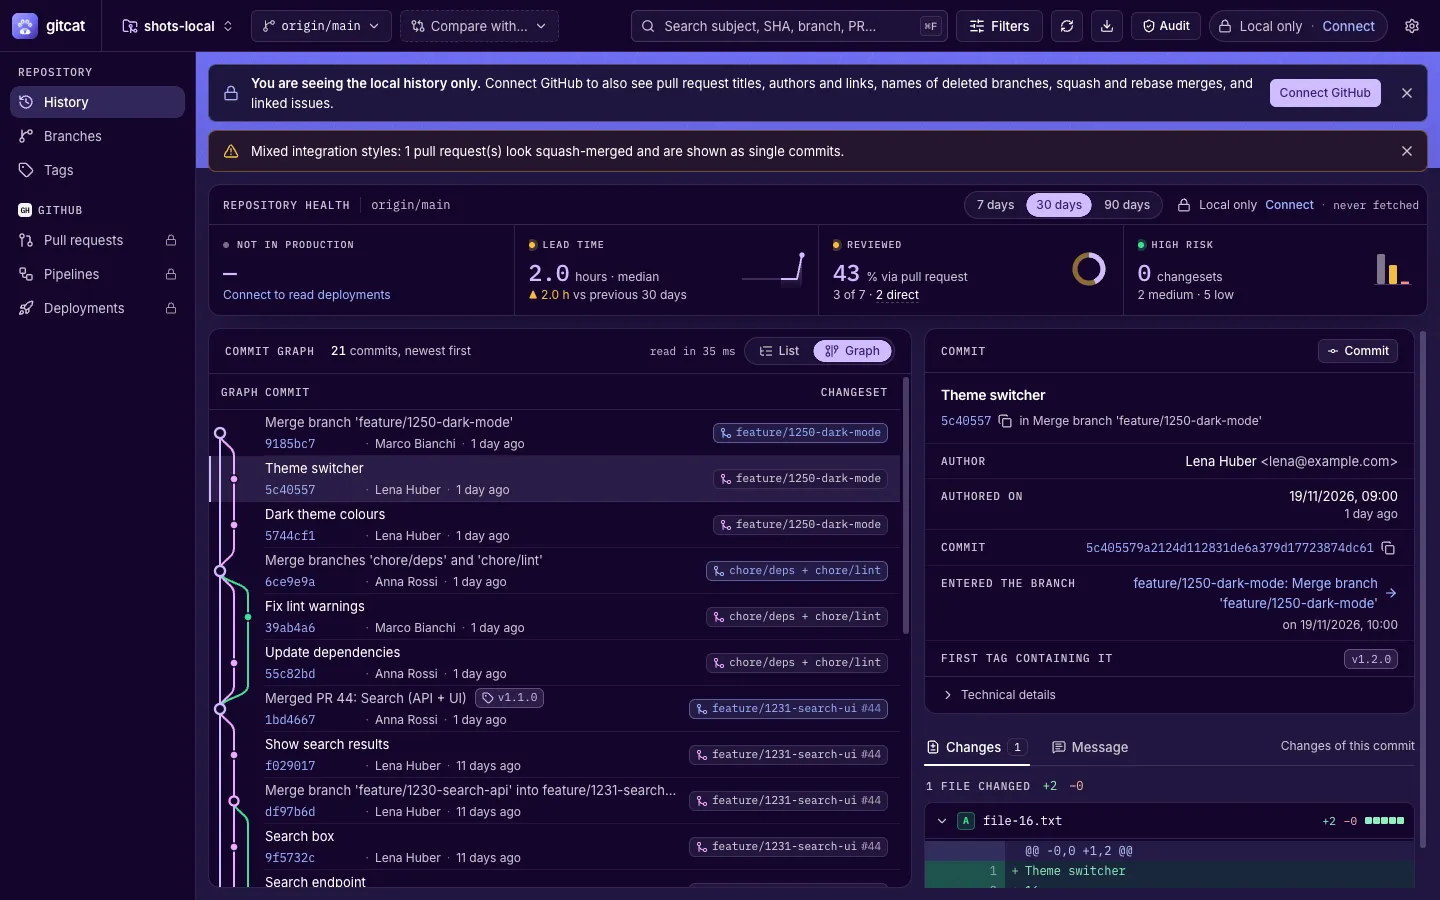 gitcat
shots-local
origin/main
Compare with...
Search subject, SHA, branch, PR...
⌘F
Filters
Audit
Local only · Connect
REPOSITORY
History
Branches
Tags
GH GITHUB
Pull requests
Pipelines
Deployments
You are seeing the local history only. Connect GitHub to also see pull request titles, authors and links, names of deleted branches, squash and rebase merges, and
linked issues.
Connect GitHub
Mixed integration styles: 1 pull request(s) look squash-merged and are shown as single commits.
REPOSITORY HEALTH origin/main
7 days 30 days 90 days
Local only Connect · never fetched
NOT IN PRODUCTION
—
Connect to read deployments
LEAD TIME
2.0 hours · median
▲ 2.0 h vs previous 30 days
REVIEWED
43 % via pull request
3 of 7 · 2 direct
HIGH RISK
0 changesets
2 medium · 5 low
COMMIT GRAPH 21 commits, newest first
read in 35 ms
List Graph
GRAPH COMMIT CHANGESET
Merge branch 'feature/1250-dark-mode'
9185bc7 · Marco Bianchi · 1 day ago
feature/1250-dark-mode
Theme switcher
5c40557 · Lena Huber · 1 day ago
feature/1250-dark-mode
Dark theme colours
5744cf1 · Lena Huber · 1 day ago
feature/1250-dark-mode
Merge branches 'chore/deps' and 'chore/lint'
6ce9e9a · Anna Rossi · 1 day ago
chore/deps + chore/lint
Fix lint warnings
39ab4a6 · Marco Bianchi · 1 day ago
chore/deps + chore/lint
Update dependencies
55c82bd · Anna Rossi · 1 day ago
chore/deps + chore/lint
Merged PR 44: Search (API + UI) v1.1.0
1bd4667 · Anna Rossi · 1 day ago
feature/1231-search-ui #44
Show search results
f029017 · Lena Huber · 11 days ago
feature/1231-search-ui #44
Merge branch 'feature/1230-search-api' into feature/1231-search...
df97b6d · Lena Huber · 11 days ago
feature/1231-search-ui #44
Search box
9f5732c · Lena Huber · 11 days ago
feature/1231-search-ui #44
Search endpoint
COMMIT
Commit
Theme switcher
5c40557 in Merge branch 'feature/1250-dark-mode'
AUTHOR Lena Huber <lena@example.com>
AUTHORED ON 19/11/2026, 09:00
1 day ago
COMMIT 5c405579a2124d112831de6a379d17723874dc61
ENTERED THE BRANCH feature/1250-dark-mode: Merge branch
'feature/1250-dark-mode' →
on 19/11/2026, 10:00
FIRST TAG CONTAINING IT v1.2.0
Technical details
Changes 1 Message Changes of this commit
1 FILE CHANGED +2 −0
A file-16.txt +2 −0
@@ -0,0 +1,2 @@
1 + Theme switcher